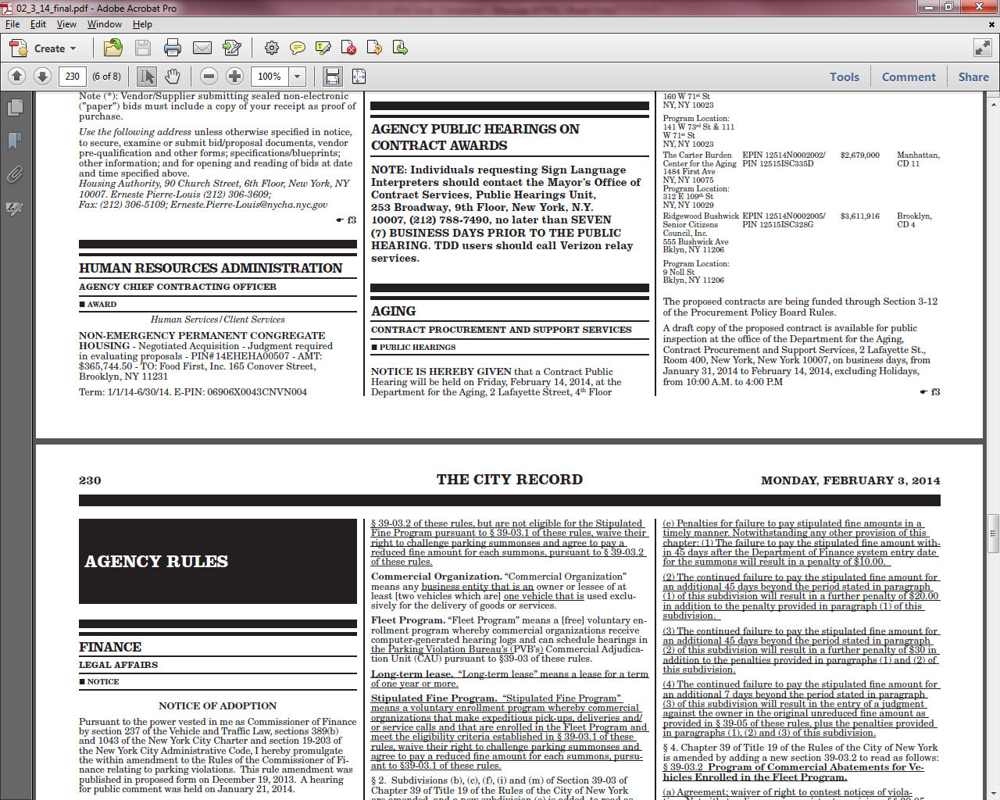 02_3_14_final.pdf - Adobe Acrobat Pro
File Edit View Window Help
Create
230 (6 of 8) 100% Tools Comment Share
Note (*): Vendor/Supplier submitting sealed non-electronic
("paper") bids must include a copy of your receipt as proof of
purchase.
Use the following address unless otherwise specified in notice,
to secure, examine or submit bid/proposal documents, vendor
pre-qualification and other forms; specifications/blueprints;
other information; and for opening and reading of bids at date
and time specified above.
Housing Authority, 90 Church Street, 6th Floor, New York, NY
10007. Erneste Pierre-Louis (212) 306-3609;
Fax: (212) 306-5109; Erneste.Pierre-Louis@nycha.nyc.gov
☛ f3
HUMAN RESOURCES ADMINISTRATION
AGENCY CHIEF CONTRACTING OFFICER
■ AWARD
Human Services / Client Services
NON-EMERGENCY PERMANENT CONGREGATE
HOUSING - Negotiated Acquisition - Judgment required
in evaluating proposals - PIN# 14EHEHA00507 - AMT:
$365,744.50 - TO: Food First, Inc. 165 Conover Street,
Brooklyn, NY 11231
Term: 1/1/14-6/30/14. E-PIN: 06906X0043CNVN004
AGENCY PUBLIC HEARINGS ON
CONTRACT AWARDS
NOTE: Individuals requesting Sign Language
Interpreters should contact the Mayor's Office of
Contract Services, Public Hearings Unit,
253 Broadway, 9th Floor, New York, N.Y.
10007, (212) 788-7490, no later than SEVEN
(7) BUSINESS DAYS PRIOR TO THE PUBLIC
HEARING. TDD users should call Verizon relay
services.
AGING
CONTRACT PROCUREMENT AND SUPPORT SERVICES
■ PUBLIC HEARINGS
NOTICE IS HEREBY GIVEN that a Contract Public
Hearing will be held on Friday, February 14, 2014, at the
Department for the Aging, 2 Lafayette Street, 4th Floor
160 W 71st St
NY, NY 10023
Program Location:
141 W 73rd St & 111
W 71st St
NY, NY 10023
The Carter Burden EPIN 12514N0002002/ $2,679,000 Manhattan,
Center for the Aging PIN 12515ISC335D CD 11
1484 First Ave
NY, NY 10075
Program Location:
312 E 109th St
NY, NY 10029
Ridgewood Bushwick EPIN 12514N0002005/ $3,611,916 Brooklyn,
Senior Citizens PIN 12515ISC328G CD 4
Council, Inc.
555 Bushwick Ave
Bklyn, NY 11206
Program Location:
9 Noll St
Bklyn, NY 11206
The proposed contracts are being funded through Section 3-12
of the Procurement Policy Board Rules.
A draft copy of the proposed contract is available for public
inspection at the office of the Department for the Aging,
Contract Procurement and Support Services, 2 Lafayette St.,
Room 400, New York, New York 10007, on business days, from
January 31, 2014 to February 14, 2014, excluding Holidays,
from 10:00 A.M. to 4:00 P.M
☛ f3
230 THE CITY RECORD MONDAY, FEBRUARY 3, 2014
AGENCY RULES
FINANCE
LEGAL AFFAIRS
■ NOTICE
NOTICE OF ADOPTION
Pursuant to the power vested in me as Commissioner of Finance
by section 237 of the Vehicle and Traffic Law, sections 389(b)
and 1043 of the New York City Charter and section 19-203 of
the New York City Administrative Code, I hereby promulgate
the within amendment to the Rules of the Commissioner of Fi-
nance relating to parking violations. This rule amendment was
published in proposed form on December 19, 2013. A hearing
for public comment was held on January 21, 2014.
§ 39-03.2 of these rules, but are not eligible for the Stipulated
Fine Program pursuant to § 39-03.1 of these rules, waive their
right to challenge parking summonses and agree to pay a
reduced fine amount for each summons, pursuant to § 39-03.2
of these rules.
Commercial Organization. "Commercial Organization"
means any business entity that is an owner or lessee of at
least [two vehicles which are] one vehicle that is used exclu-
sively for the delivery of goods or services.
Fleet Program. "Fleet Program" means a [free] voluntary en-
rollment program whereby commercial organizations receive
computer-generated hearing logs and can schedule hearings in
the Parking Violation Bureau's (PVB's) Commercial Adjudica-
tion Unit (CAU) pursuant to §39-03 of these rules.
Long-term lease. "Long-term lease" means a lease for a term
of one year or more.
Stipulated Fine Program. "Stipulated Fine Program"
means a voluntary enrollment program whereby commercial
organizations that make expeditious pick-ups, deliveries and/
or service calls and that are enrolled in the Fleet Program and
meet the eligibility criteria established in § 39-03.1 of these
rules, waive their right to challenge parking summonses and
agree to pay a reduced fine amount for each summons, pursu-
ant to §39-03.1 of these rules.
§ 2. Subdivisions (b), (c), (f), (i) and (m) of Section 39-03 of
Chapter 39 of Title 19 of the Rules of the City of New York
are amended, and a new subdivision (a) is added, to read as
(e) Penalties for failure to pay stipulated fine amounts in a
timely manner. Notwithstanding any other provision of this
chapter: (1) The failure to pay the stipulated fine amount with-
in 45 days after the Department of Finance system entry date
for the summons will result in a penalty of $10.00.
(2) The continued failure to pay the stipulated fine amount for
an additional 45 days beyond the period stated in paragraph
(1) of this subdivision will result in a further penalty of $20.00
in addition to the penalty provided in paragraph (1) of this
subdivision.
(3) The continued failure to pay the stipulated fine amount for
an additional 45 days beyond the period stated in paragraph
(2) of this subdivision will result in a further penalty of $30 in
addition to the penalties provided in paragraphs (1) and (2) of
this subdivision.
(4) The continued failure to pay the stipulated fine amount for
an additional 7 days beyond the period stated in paragraph
(3) of this subdivision will result in the entry of a judgment
against the owner in the original unreduced fine amount as
provided in § 39-05 of these rules, plus the penalties provided
in paragraphs (1), (2) and (3) of this subdivision.
§ 4. Chapter 39 of Title 19 of the Rules of the City of New York
is amended by adding a new section 39-03.2 to read as follows:
§ 39-03.2 Program of Commercial Abatements for Ve-
hicles Enrolled in the Fleet Program.
(a) Agreement; waiver of right to contest notices of viola-